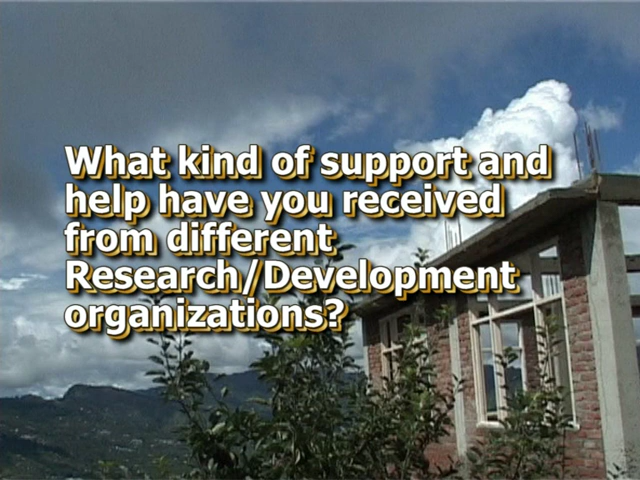 What kind of support and
help have you received
from different
Research/Development
organizations?